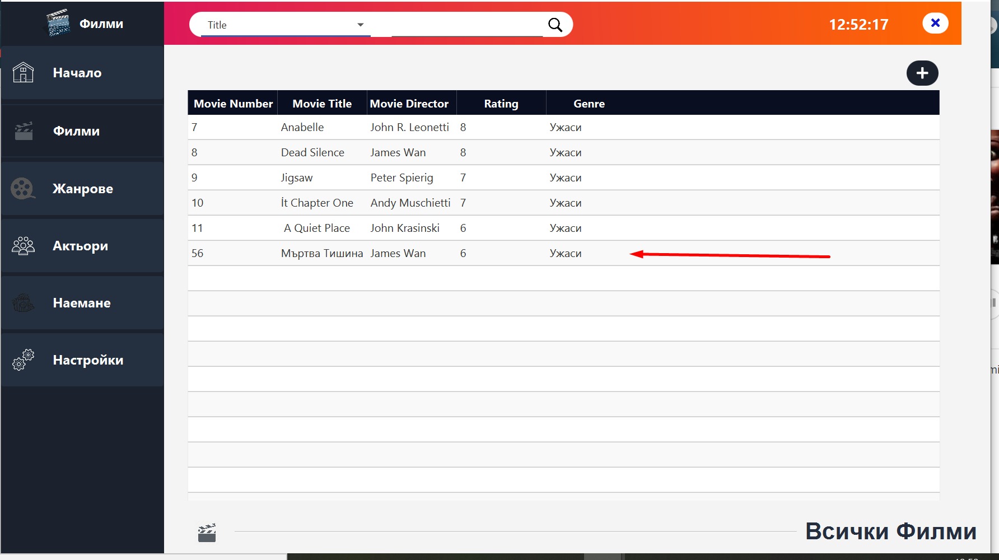 Филми
Title
12:52:17
Начало
Филми
Жанрове
Актьори
Наемане
Настройки
Movie Number Movie Title Movie Director Rating Genre
7 Anabelle John R. Leonetti 8 Ужаси
8 Dead Silence James Wan 8 Ужаси
9 Jigsaw Peter Spierig 7 Ужаси
10 İt Chapter One Andy Muschietti 7 Ужаси
11 A Quiet Place John Krasinski 6 Ужаси
56 Мъртва Тишина James Wan 6 Ужаси
Всички Филми